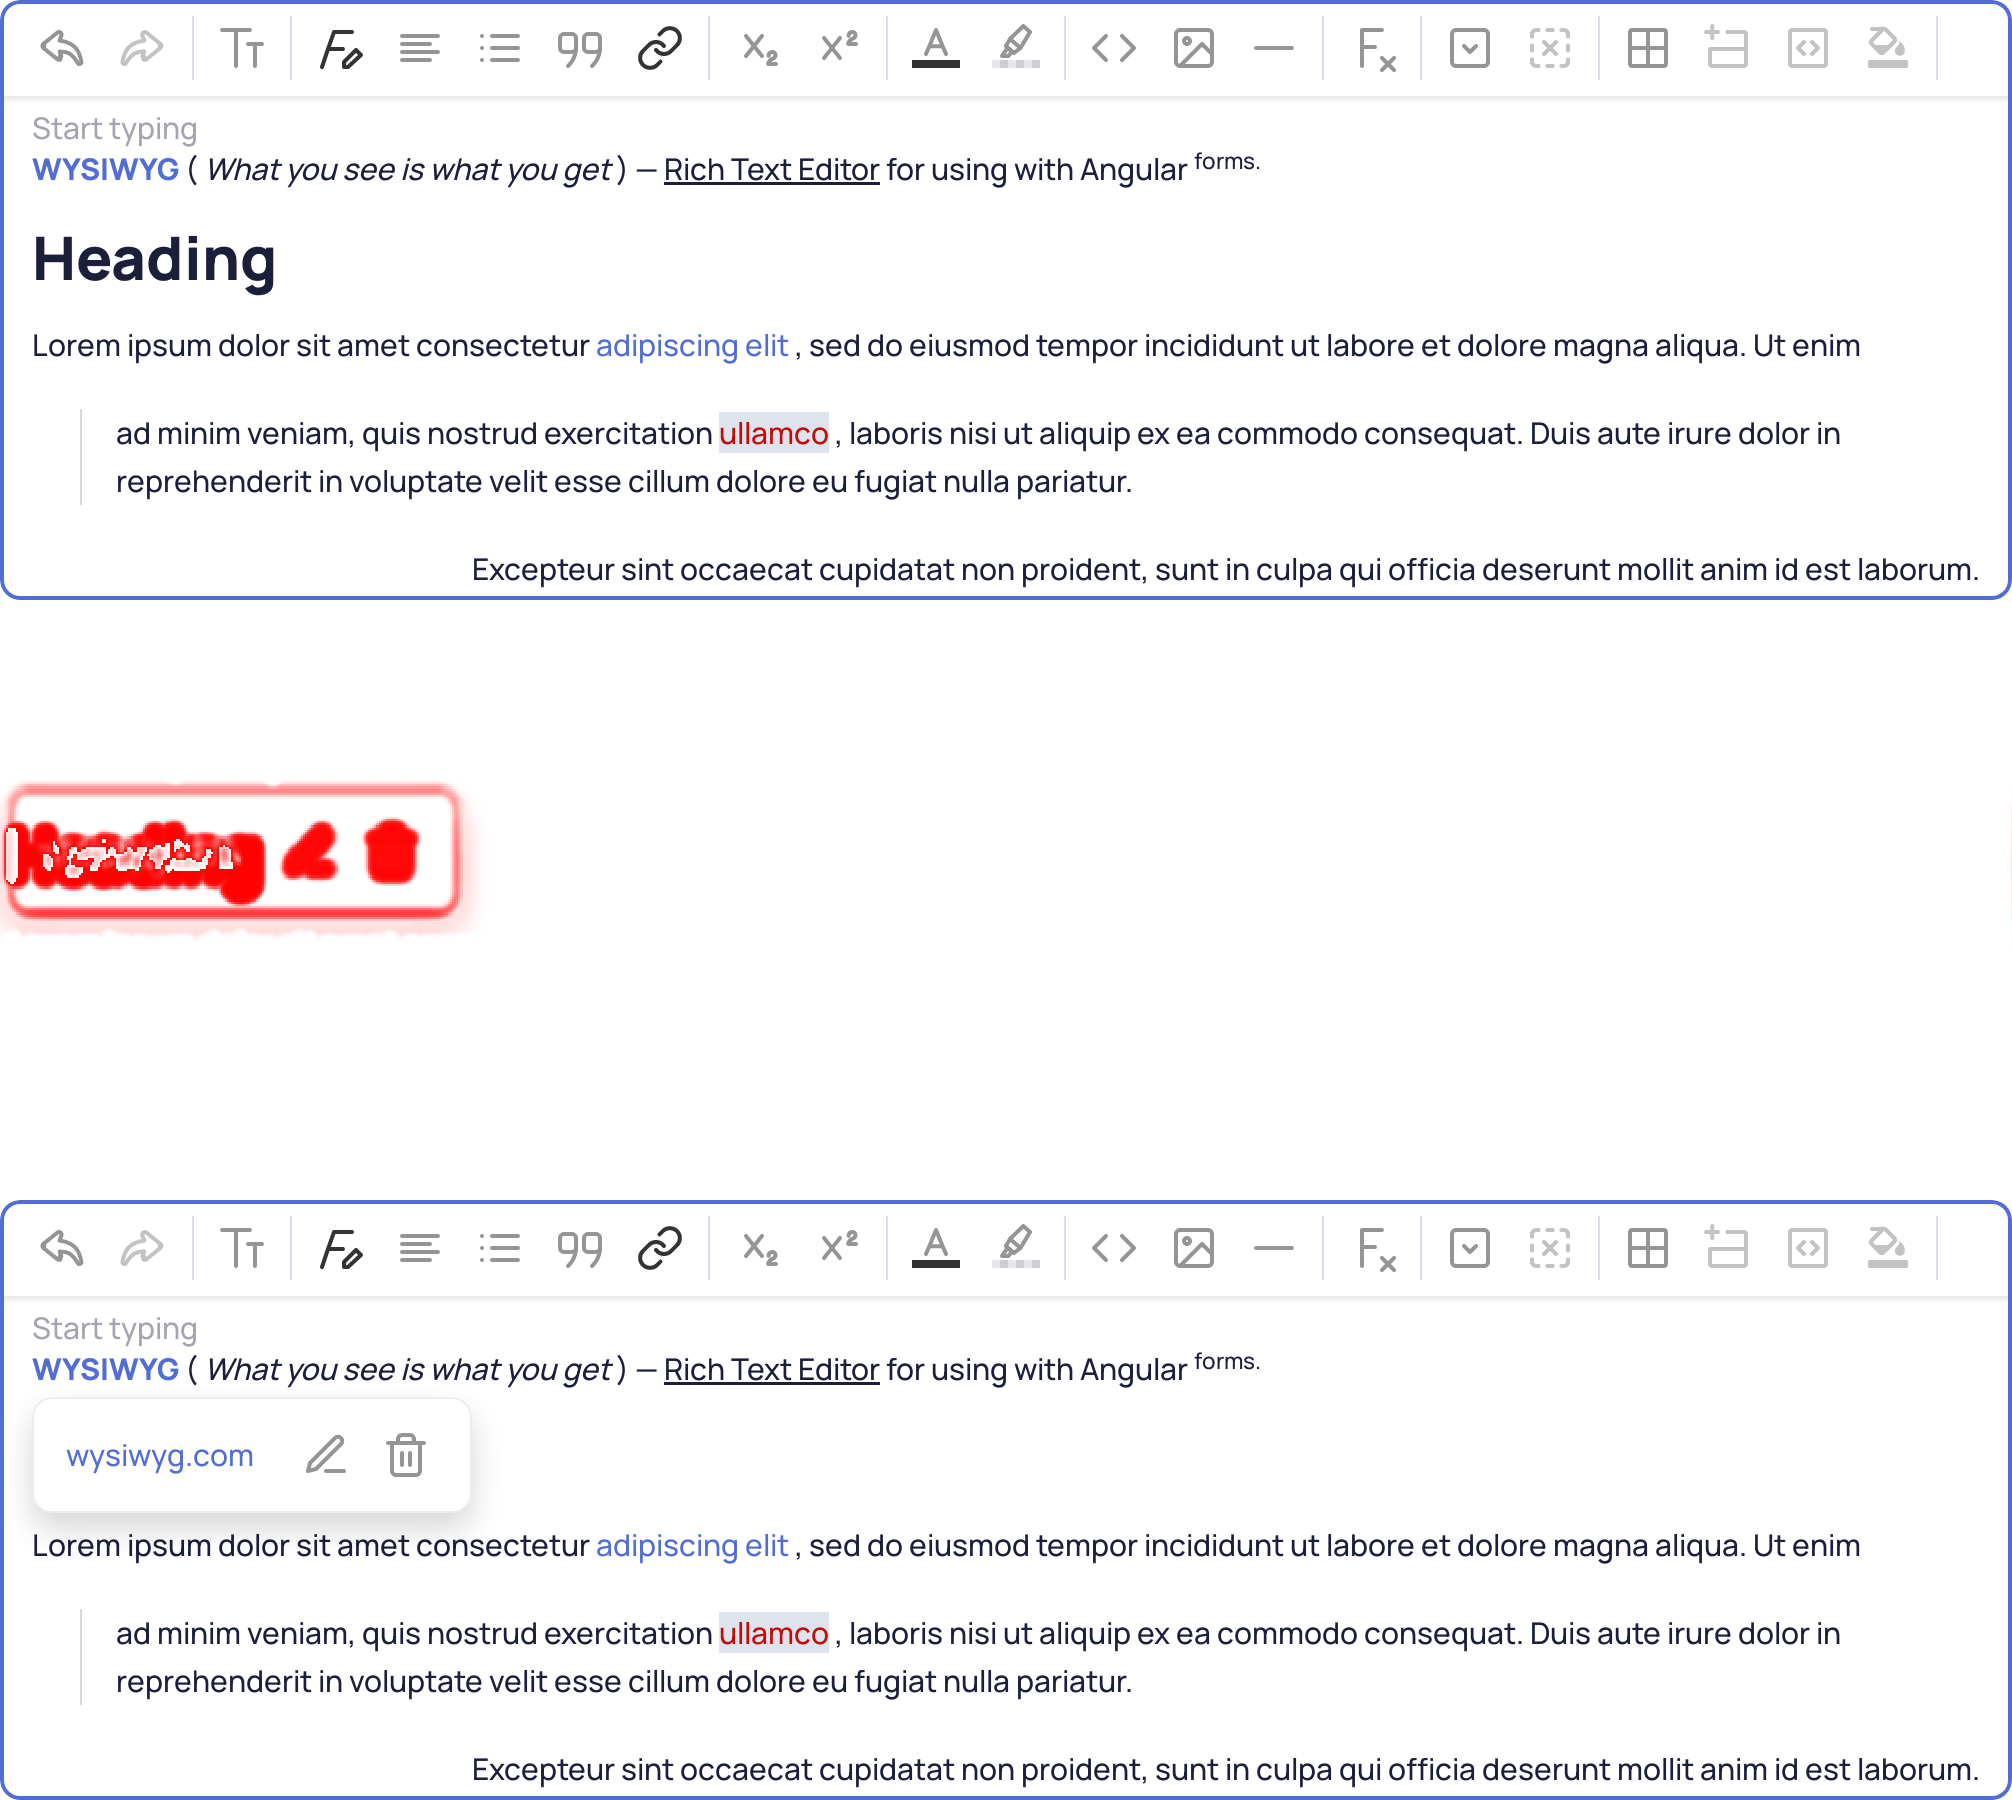 Start typing
WYSIWYG ( What you see is what you get ) — Rich Text Editor for using with Angular forms.
Heading
Lorem ipsum dolor sit amet consectetur adipiscing elit , sed do eiusmod tempor incididunt ut labore et dolore magna aliqua. Ut enim
ad minim veniam, quis nostrud exercitation ullamco , laboris nisi ut aliquip ex ea commodo consequat. Duis aute irure dolor in
reprehenderit in voluptate velit esse cillum dolore eu fugiat nulla pariatur.
Excepteur sint occaecat cupidatat non proident, sunt in culpa qui officia deserunt mollit anim id est laborum.
Heading
Start typing
WYSIWYG ( What you see is what you get ) — Rich Text Editor for using with Angular forms.
wysiwyg.com
Lorem ipsum dolor sit amet consectetur adipiscing elit , sed do eiusmod tempor incididunt ut labore et dolore magna aliqua. Ut enim
ad minim veniam, quis nostrud exercitation ullamco , laboris nisi ut aliquip ex ea commodo consequat. Duis aute irure dolor in
reprehenderit in voluptate velit esse cillum dolore eu fugiat nulla pariatur.
Excepteur sint occaecat cupidatat non proident, sunt in culpa qui officia deserunt mollit anim id est laborum.